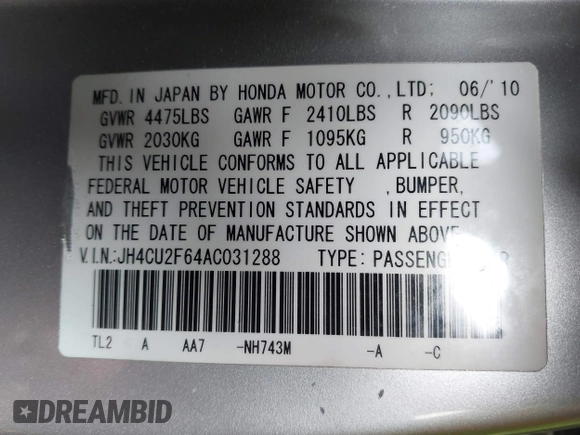 MFD. IN JAPAN BY HONDA MOTOR CO., LTD; 06/'10
GVWR 4475LBS GAWR F 2410LBS R 2090LBS
GVWR 2030KG GAWR F 1095KG R 950KG
THIS VEHICLE CONFORMS TO ALL APPLICABLE
FEDERAL MOTOR VEHICLE SAFETY , BUMPER,
AND THEFT PREVENTION STANDARDS IN EFFECT
ON THE DATE OF MANUFACTURE SHOWN ABOVE
V.I.N.:JH4CU2F64AC031288 TYPE:
TL2 A AA7 -NH743M -A -C
DREAMBID